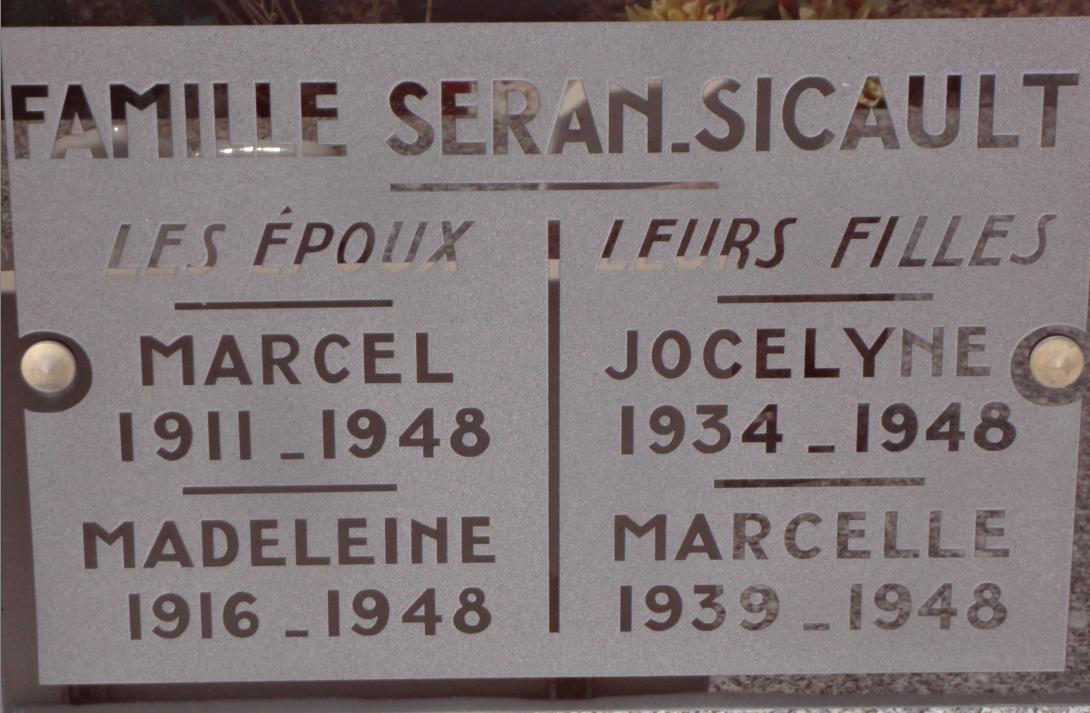 FAMILLE SERAN_SICAULT
LES ÉPOUX
MARCEL
1911_1948
MADELEINE
1916_1948
LEURS FILLES
JOCELYNE
1934_1948
MARCELLE
1939_1948